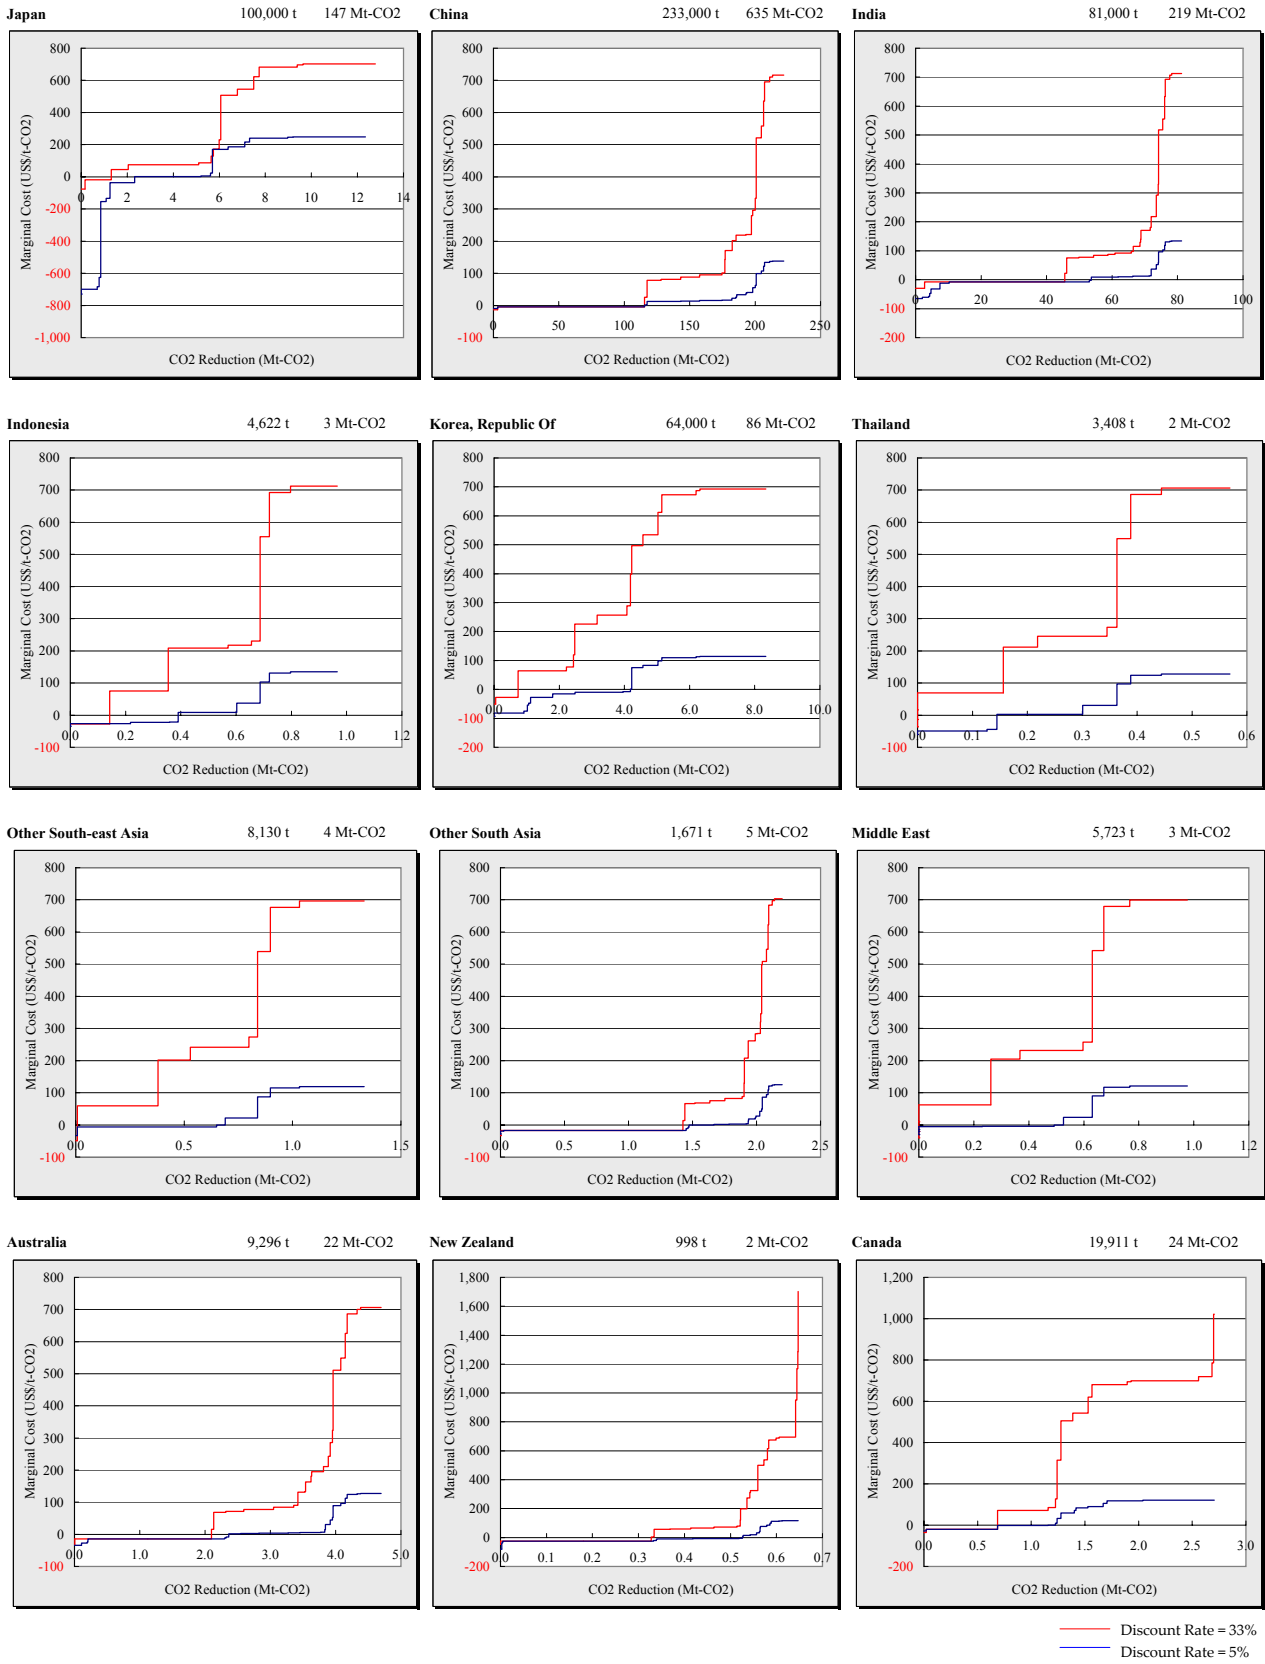 Japan 100,000 t 147 Mt-CO2
China 233,000 t 635 Mt-CO2
India 81,000 t 219 Mt-CO2
Marginal Cost (US$/t-CO2)
800
600
400
200
0
-200
-400
-600
-800
-1,000
0 2 4 6 8 10 12 14
CO2 Reduction (Mt-CO2)
Marginal Cost (US$/t-CO2)
800
700
600
500
400
300
200
100
0
-100
0 50 100 150 200 250
CO2 Reduction (Mt-CO2)
Marginal Cost (US$/t-CO2)
800
700
600
500
400
300
200
100
0
-100
-200
0 20 40 60 80 100
CO2 Reduction (Mt-CO2)
Indonesia 4,622 t 3 Mt-CO2
Korea, Republic Of 64,000 t 86 Mt-CO2
Thailand 3,408 t 2 Mt-CO2
Marginal Cost (US$/t-CO2)
800
700
600
500
400
300
200
100
0
-100
0.0 0.2 0.4 0.6 0.8 1.0 1.2
CO2 Reduction (Mt-CO2)
Marginal Cost (US$/t-CO2)
800
700
600
500
400
300
200
100
0
-100
-200
0.0 2.0 4.0 6.0 8.0 10.0
CO2 Reduction (Mt-CO2)
Marginal Cost (US$/t-CO2)
800
700
600
500
400
300
200
100
0
-100
0.0 0.1 0.2 0.3 0.4 0.5 0.6
CO2 Reduction (Mt-CO2)
Other South-east Asia 8,130 t 4 Mt-CO2
Other South Asia 1,671 t 5 Mt-CO2
Middle East 5,723 t 3 Mt-CO2
Marginal Cost (US$/t-CO2)
800
700
600
500
400
300
200
100
0
-100
0.0 0.5 1.0 1.5
CO2 Reduction (Mt-CO2)
Marginal Cost (US$/t-CO2)
800
700
600
500
400
300
200
100
0
-100
0.0 0.5 1.0 1.5 2.0 2.5
CO2 Reduction (Mt-CO2)
Marginal Cost (US$/t-CO2)
800
700
600
500
400
300
200
100
0
-100
0.0 0.2 0.4 0.6 0.8 1.0 1.2
CO2 Reduction (Mt-CO2)
Australia 9,296 t 22 Mt-CO2
New Zealand 998 t 2 Mt-CO2
Canada 19,911 t 24 Mt-CO2
Marginal Cost (US$/t-CO2)
800
700
600
500
400
300
200
100
0
-100
0.0 1.0 2.0 3.0 4.0 5.0
CO2 Reduction (Mt-CO2)
Marginal Cost (US$/t-CO2)
1,800
1,600
1,400
1,200
1,000
800
600
400
200
0
-200
0.0 0.1 0.2 0.3 0.4 0.5 0.6 0.7
CO2 Reduction (Mt-CO2)
Marginal Cost (US$/t-CO2)
1,200
1,000
800
600
400
200
0
-200
0.0 0.5 1.0 1.5 2.0 2.5 3.0
CO2 Reduction (Mt-CO2)
Discount Rate = 33%
Discount Rate = 5%